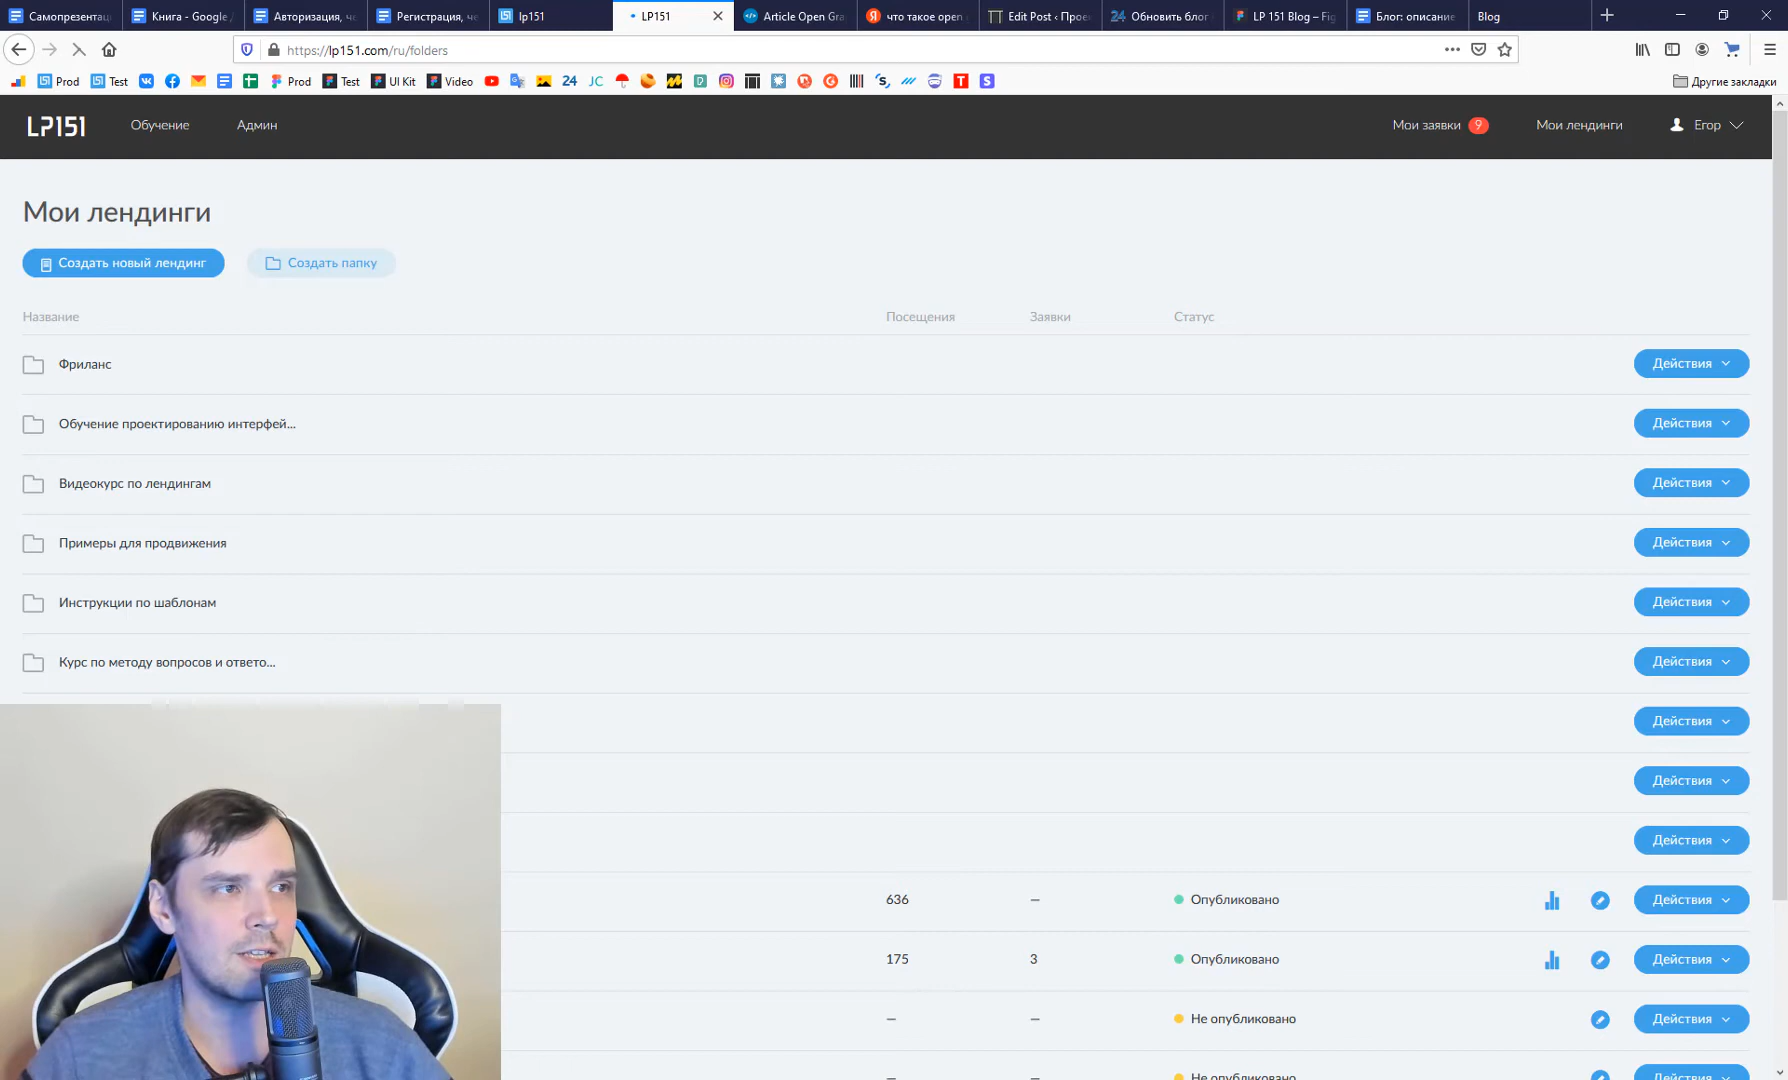 Самопрезентац
Книга - Google
Авторизация, че
Регистрация, че
lp151
LP151
Article Open Gra
что такое open
Edit Post ‹ Прое
Обновить блог
LP 151 Blog – Fig
Блог: описание
Blog
https://lp151.com/ru/folders
Prod
Test
Prod
Test
UI Kit
Video
24
JC
Другие закладки
LP151
Обучение
Админ
Мои заявки 9
Мои лендинги
Егор
Мои лендинги
Создать новый лендинг
Создать папку
Название
Посещения
Заявки
Статус
Фриланс
Действия
Обучение проектированию интерфей...
Действия
Видеокурс по лендингам
Действия
Примеры для продвижения
Действия
Инструкции по шаблонам
Действия
Курс по методу вопросов и ответо...
Действия
Действия
Действия
Действия
636
–
Опубликовано
Действия
175
3
Опубликовано
Действия
–
–
Не опубликовано
Действия
–
–
Не опубликовано
Действия